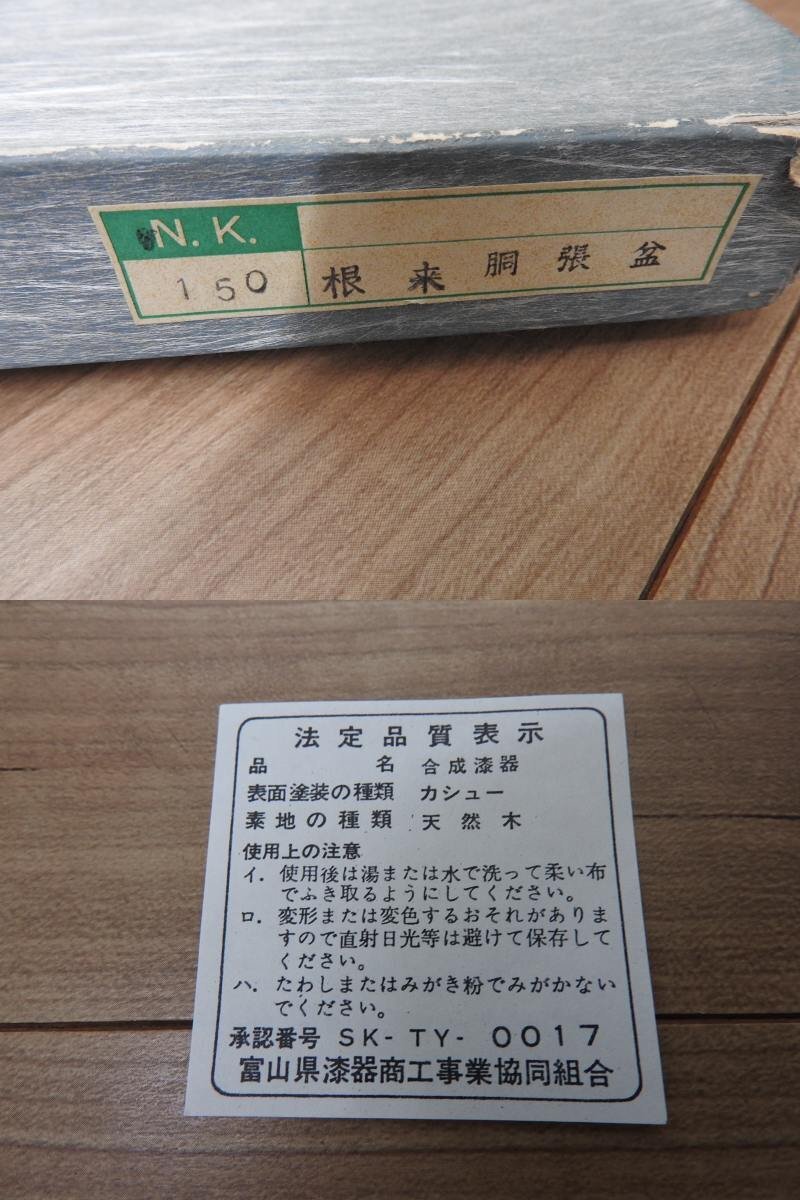 N. K.
150 根来 胴張盆
法定品質表示
品名 合成漆器
表面塗装の種類 カシュー
素地の種類 天然木
使用上の注意
イ. 使用後は湯または水で洗って柔い布
でふき取るようにしてください。
ロ. 変形または変色するおそれがありま
すので直射日光等は避けて保存して
ください。
ハ. たわしまたはみがき粉でみがかない
でください。
承認番号 SK-TY-0017
富山県漆器商工事業協同組合